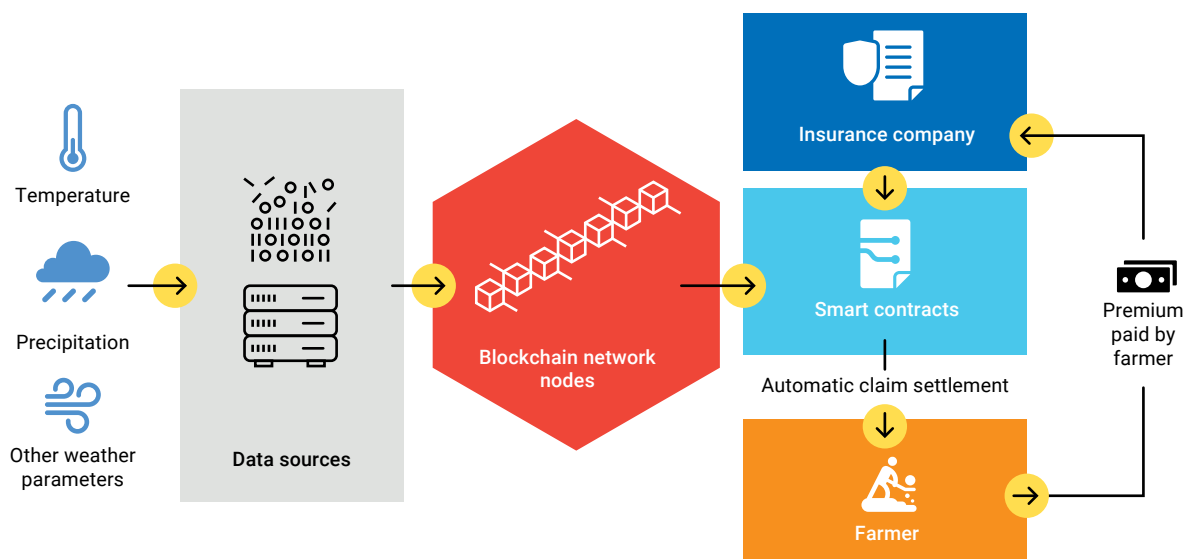 Temperature
Precipitation
Other weather
parameters
Data sources
Blockchain network
nodes
Insurance company
Smart contracts
Automatic claim settlement
Farmer
Premium
paid by
farmer